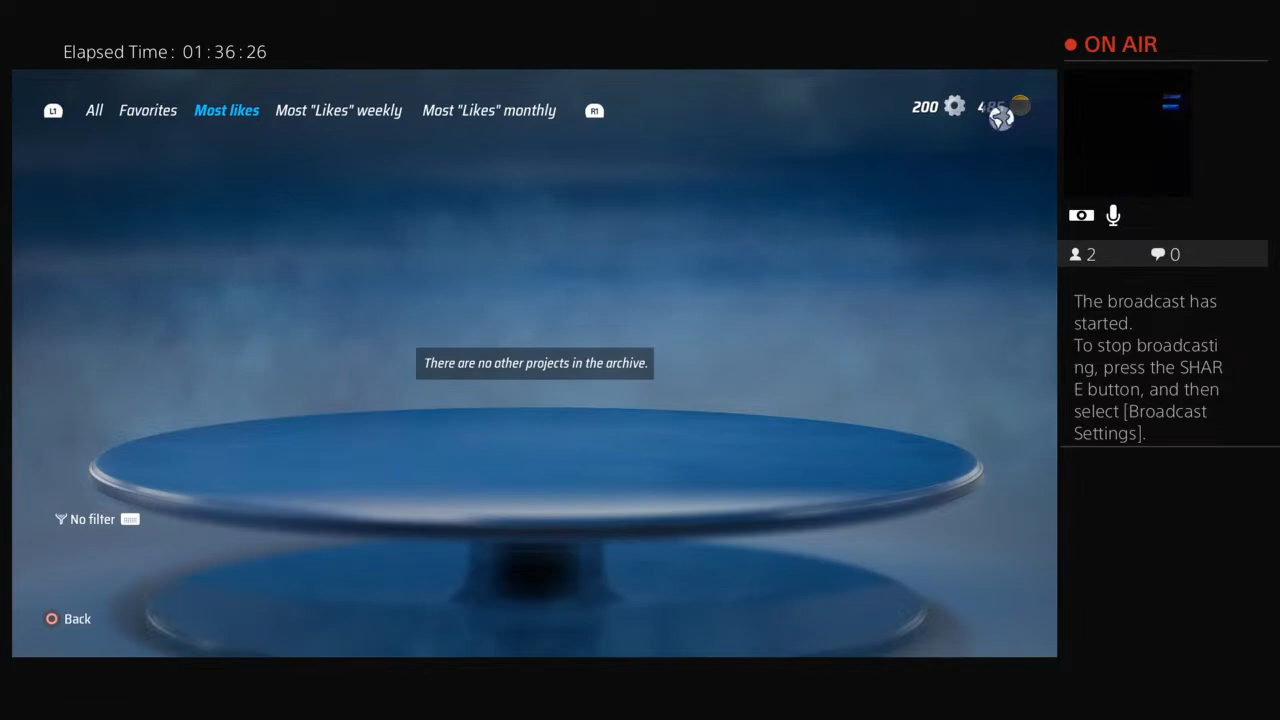 Elapsed Time: 01:36:26
ON AIR
L1 All Favorites Most likes Most "Likes" weekly Most "Likes" monthly R1
200
2 0
The broadcast has
started.
To stop broadcasti
ng, press the SHAR
E button, and then
select [Broadcast
Settings].
There are no other projects in the archive.
No filter
Back